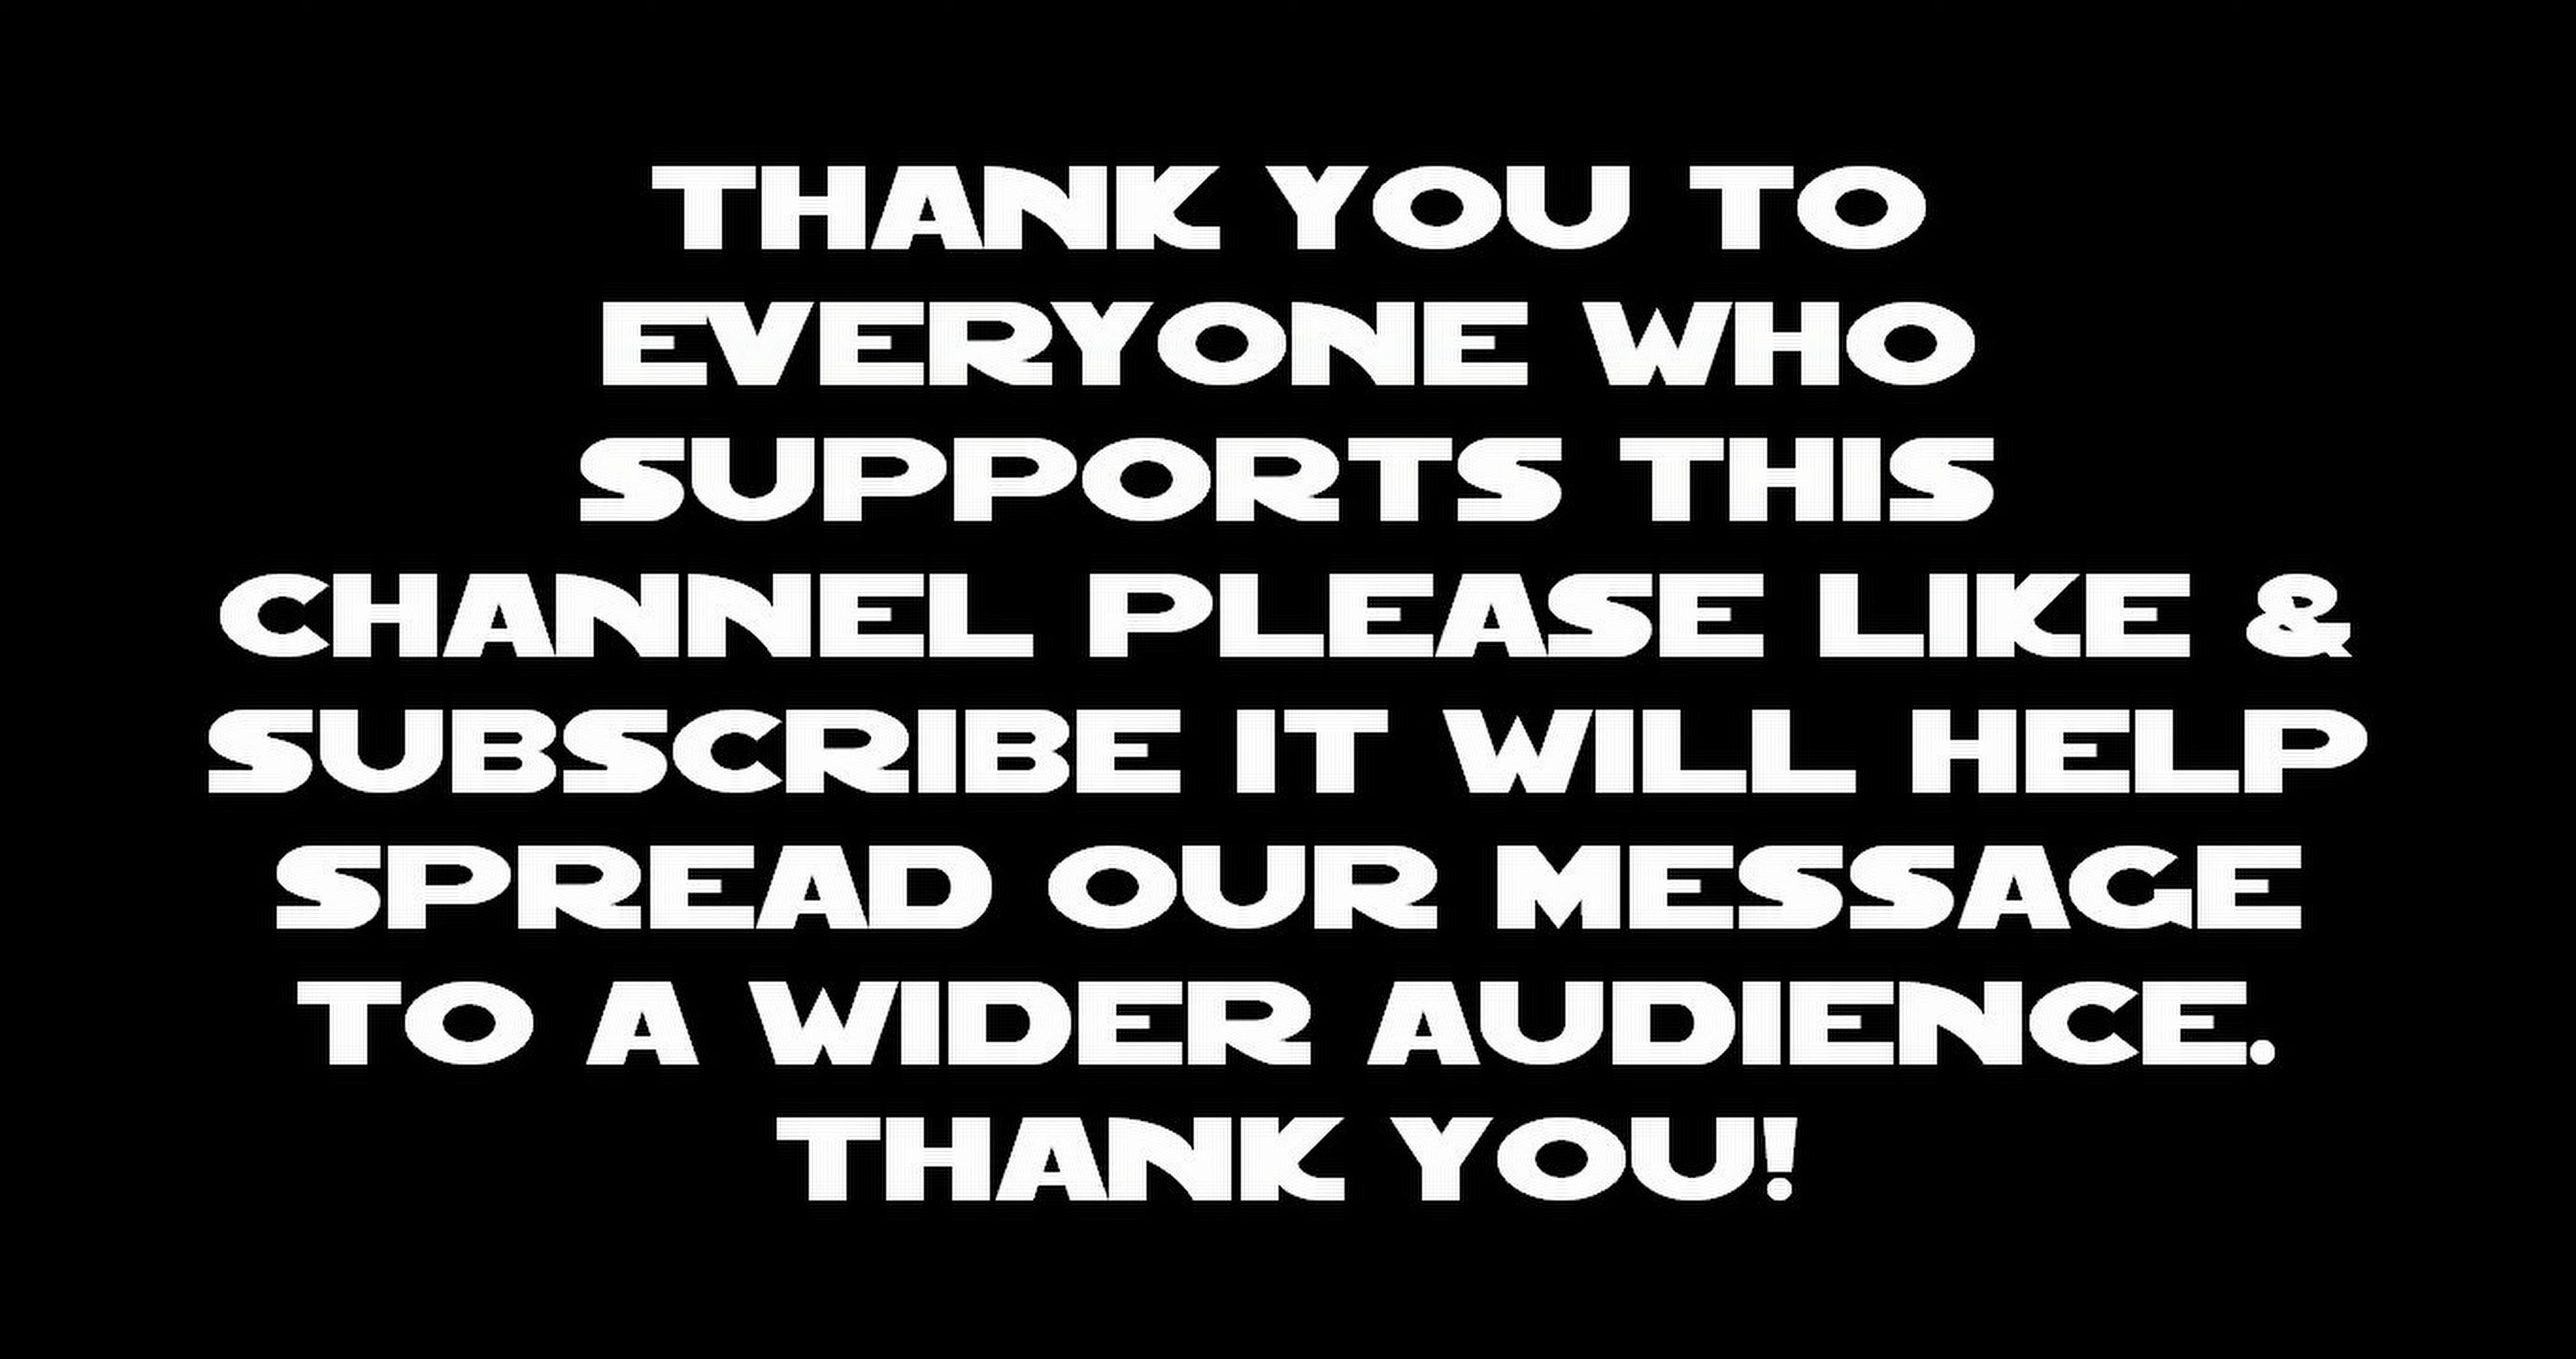 THANK YOU TO
EVERYONE WHO
SUPPORTS THIS
CHANNEL PLEASE LIKE &
SUBSCRIBE IT WILL HELP
SPREAD OUR MESSAGE
TO A WIDER AUDIENCE.
THANK YOU!